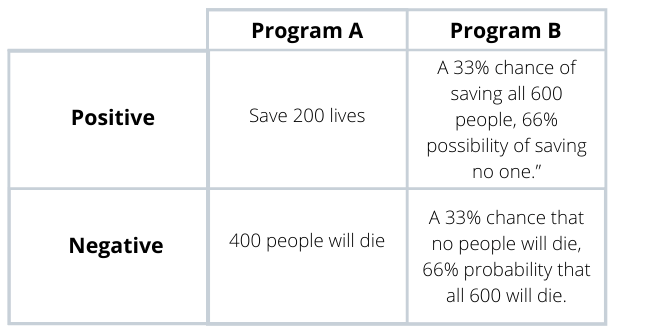 Program A
Program B
Positive
Save 200 lives
A 33% chance of
saving all 600
people, 66%
possibility of saving
no one.”
Negative
400 people will die
A 33% chance that
no people will die,
66% probability that
all 600 will die.